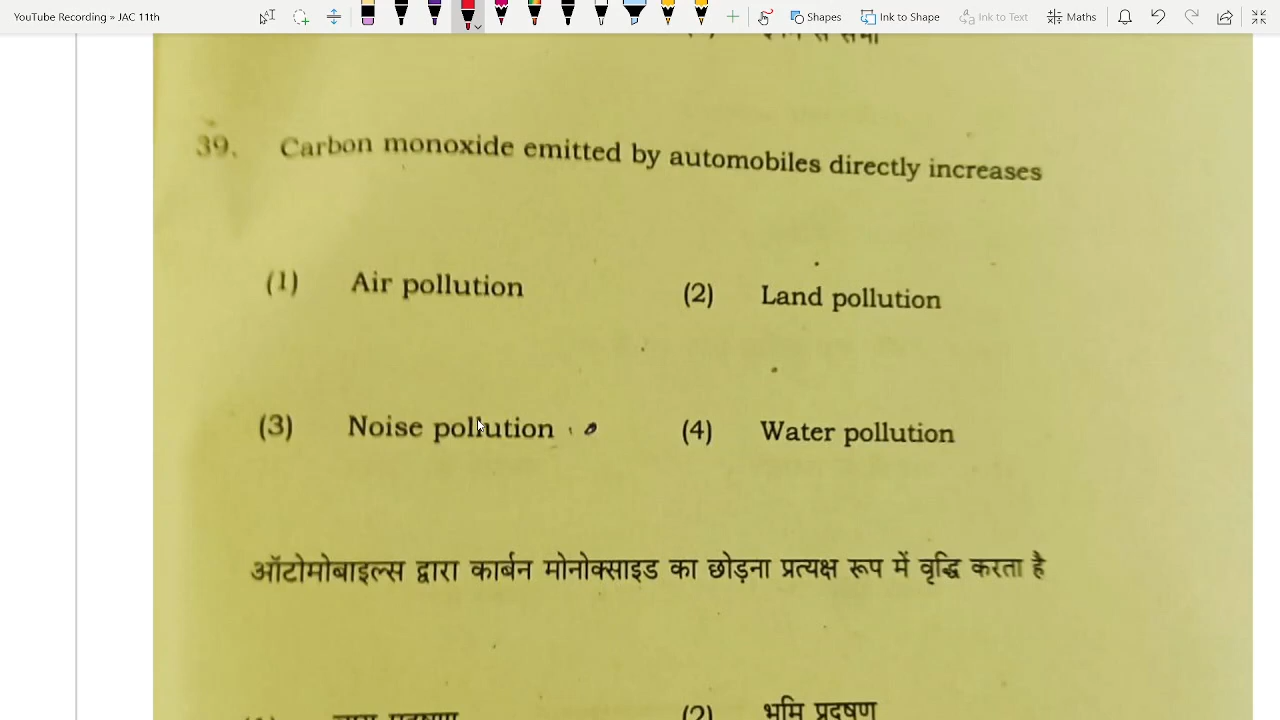 YouTube Recording » JAC 11th
Shapes
Ink to Shape
Ink to Text
Maths
39. Carbon monoxide emitted by automobiles directly increases
(1) Air pollution (2) Land pollution
(3) Noise pollution (4) Water pollution
ऑटोमोबाइल्स द्वारा कार्बन मोनोक्साइड का छोड़ना प्रत्यक्ष रूप में वृद्धि करता है
(2) भूमि प्रदूषण